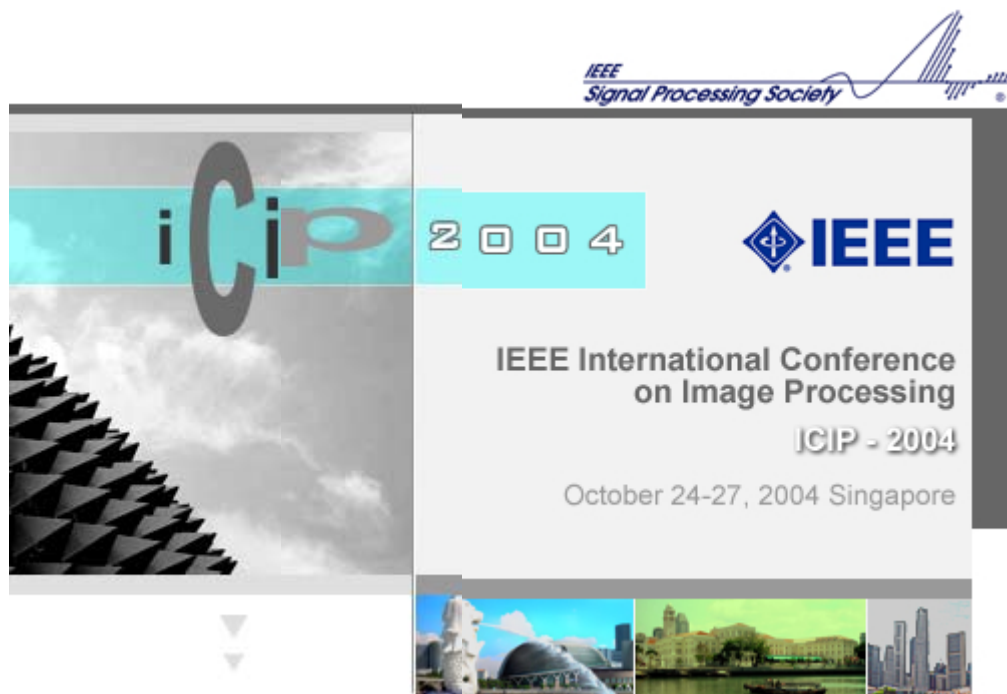 IEEE
Signal Processing Society
®
iCip 2004
IEEE
IEEE International Conference
on Image Processing
ICIP - 2004
October 24-27, 2004 Singapore